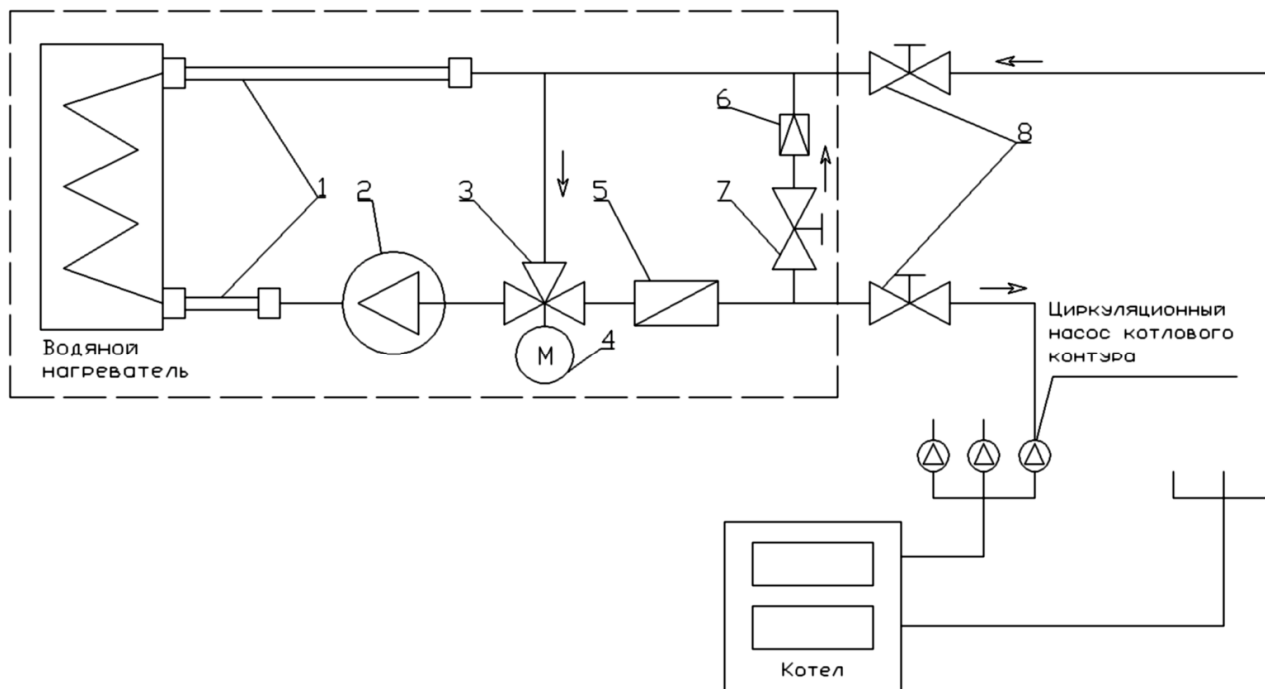 6
8
1
2
3
5
7
Циркуляционный
насос котлового
контура
Водяной
нагреватель
М
4
Котел